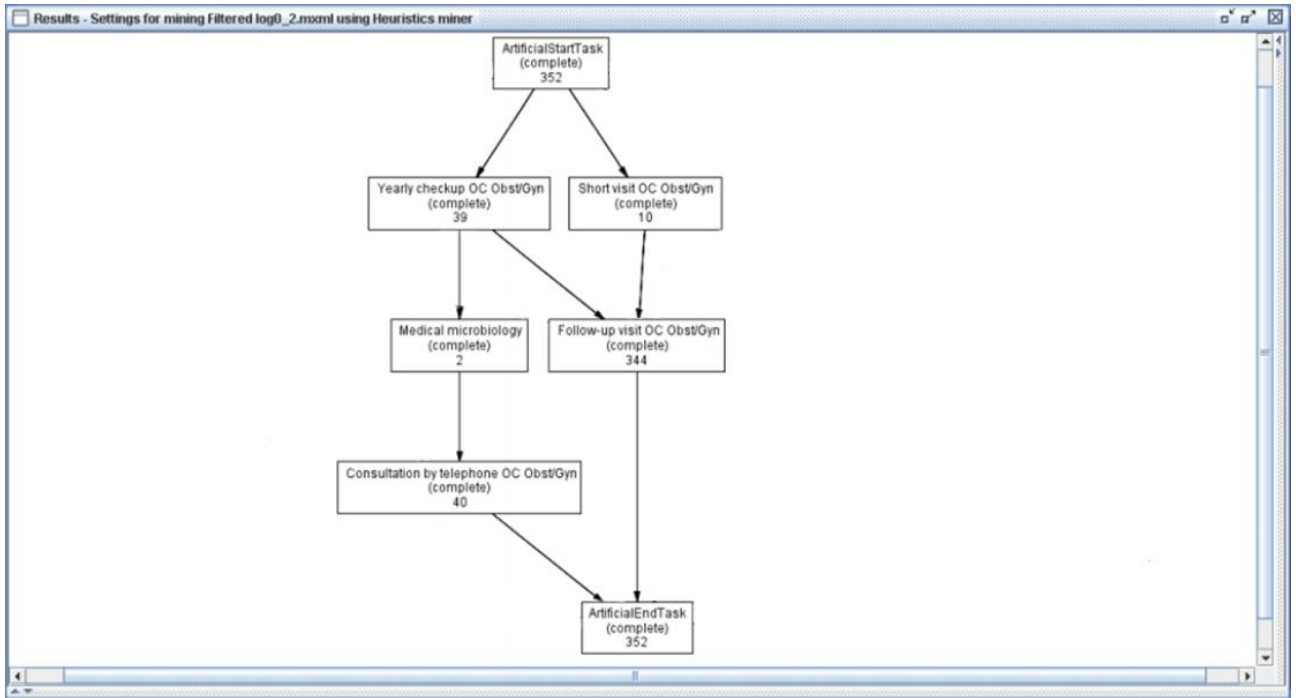 Results - Settings for mining Filtered log0_2.mxml using Heuristics miner
ArtificialStartTask
(complete)
352
Yearly checkup OC Obst/Gyn
(complete)
39
Short visit OC Obst/Gyn
(complete)
10
Medical microbiology
(complete)
2
Follow-up visit OC Obst/Gyn
(complete)
344
Consultation by telephone OC Obst/Gyn
(complete)
40
ArtificialEndTask
(complete)
352